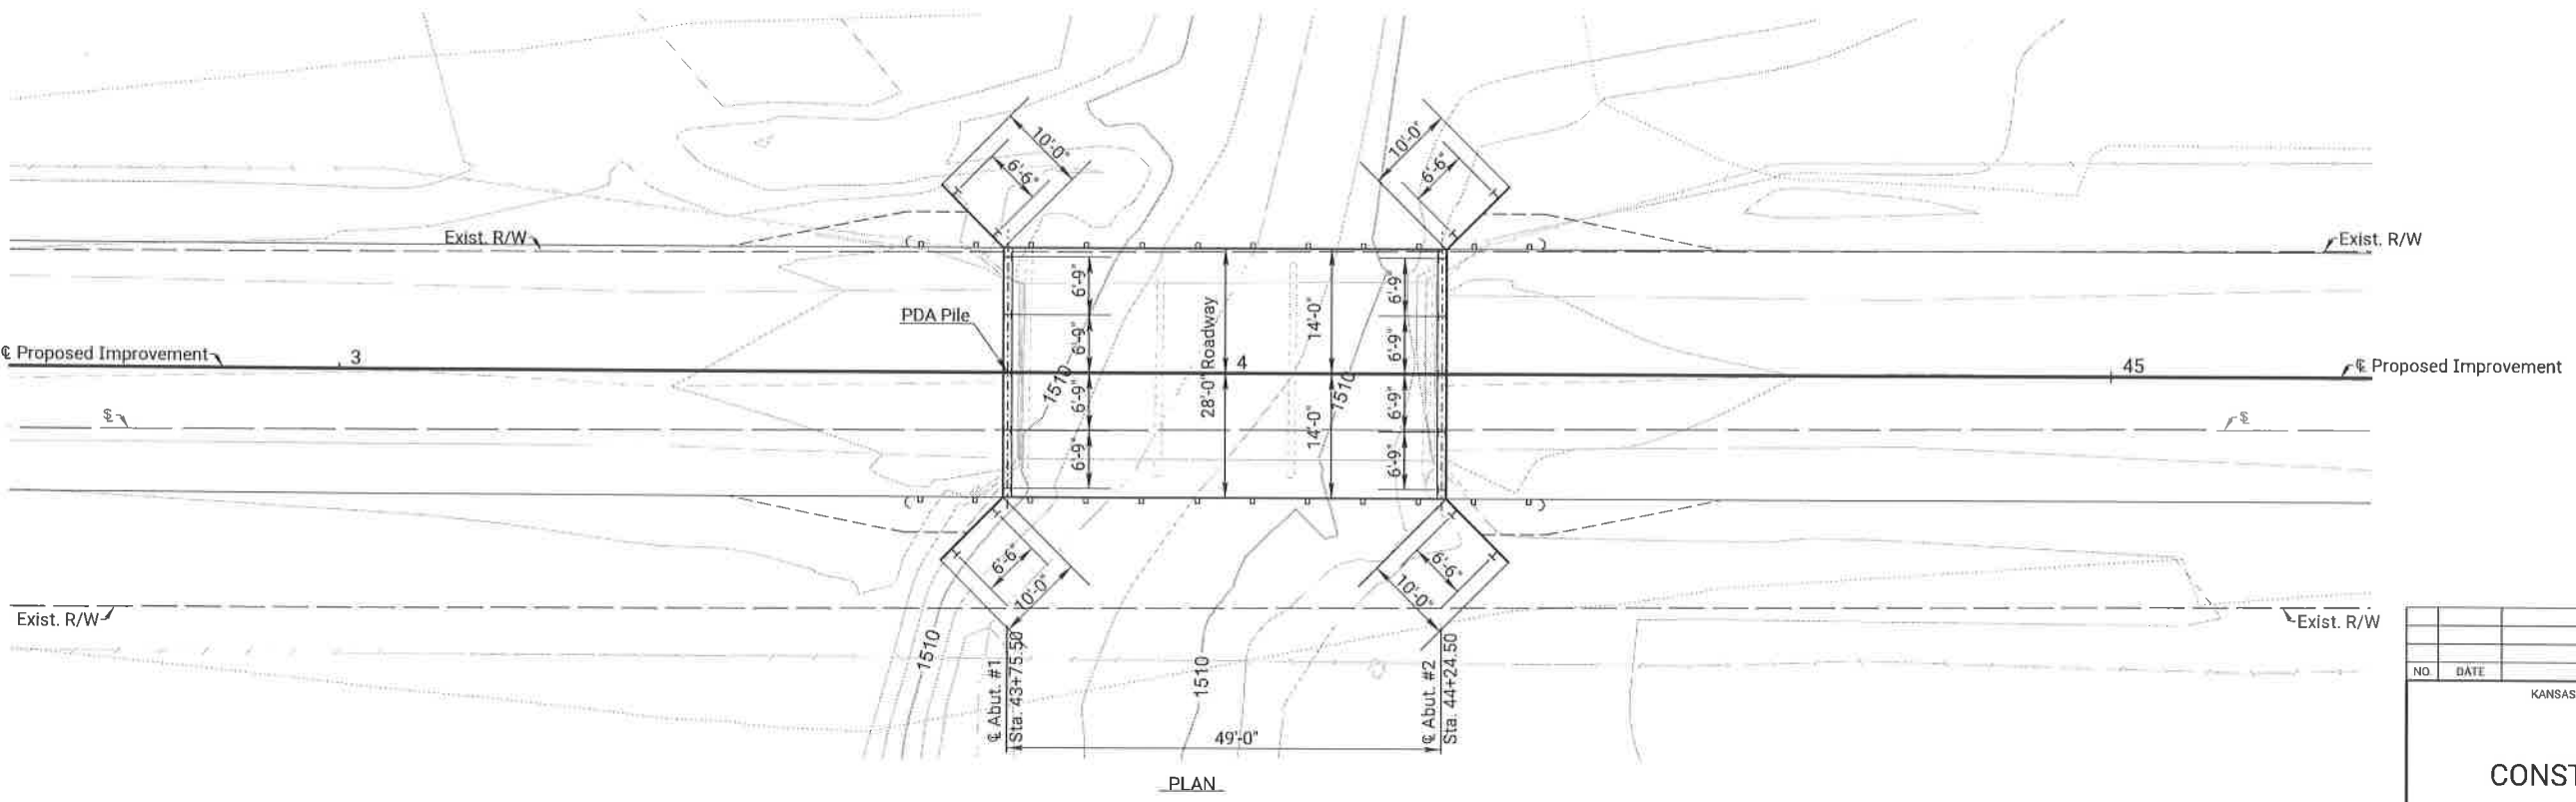 10'-0"
6'-6"
10'-0"
6'-6"
Exist. R/W
Exist. R/W
6'-9"
6'-9"
6'-9"
6'-9"
PDA Pile
28'-0" Roadway
14'-0"
14'-0"
6'-9"
6'-9"
6'-9"
6'-9"
℄ Proposed Improvement
3
4
45
℄ Proposed Improvement
1510
1510
6'-6"
10'-0"
6'-6"
10'-0"
Exist. R/W
Exist. R/W
1510
1510
℄ Abut. #1
Sta. 43+75.50
℄ Abut. #2
Sta. 44+24.50
49'-0"
PLAN
NO. DATE
KANSAS
CONST